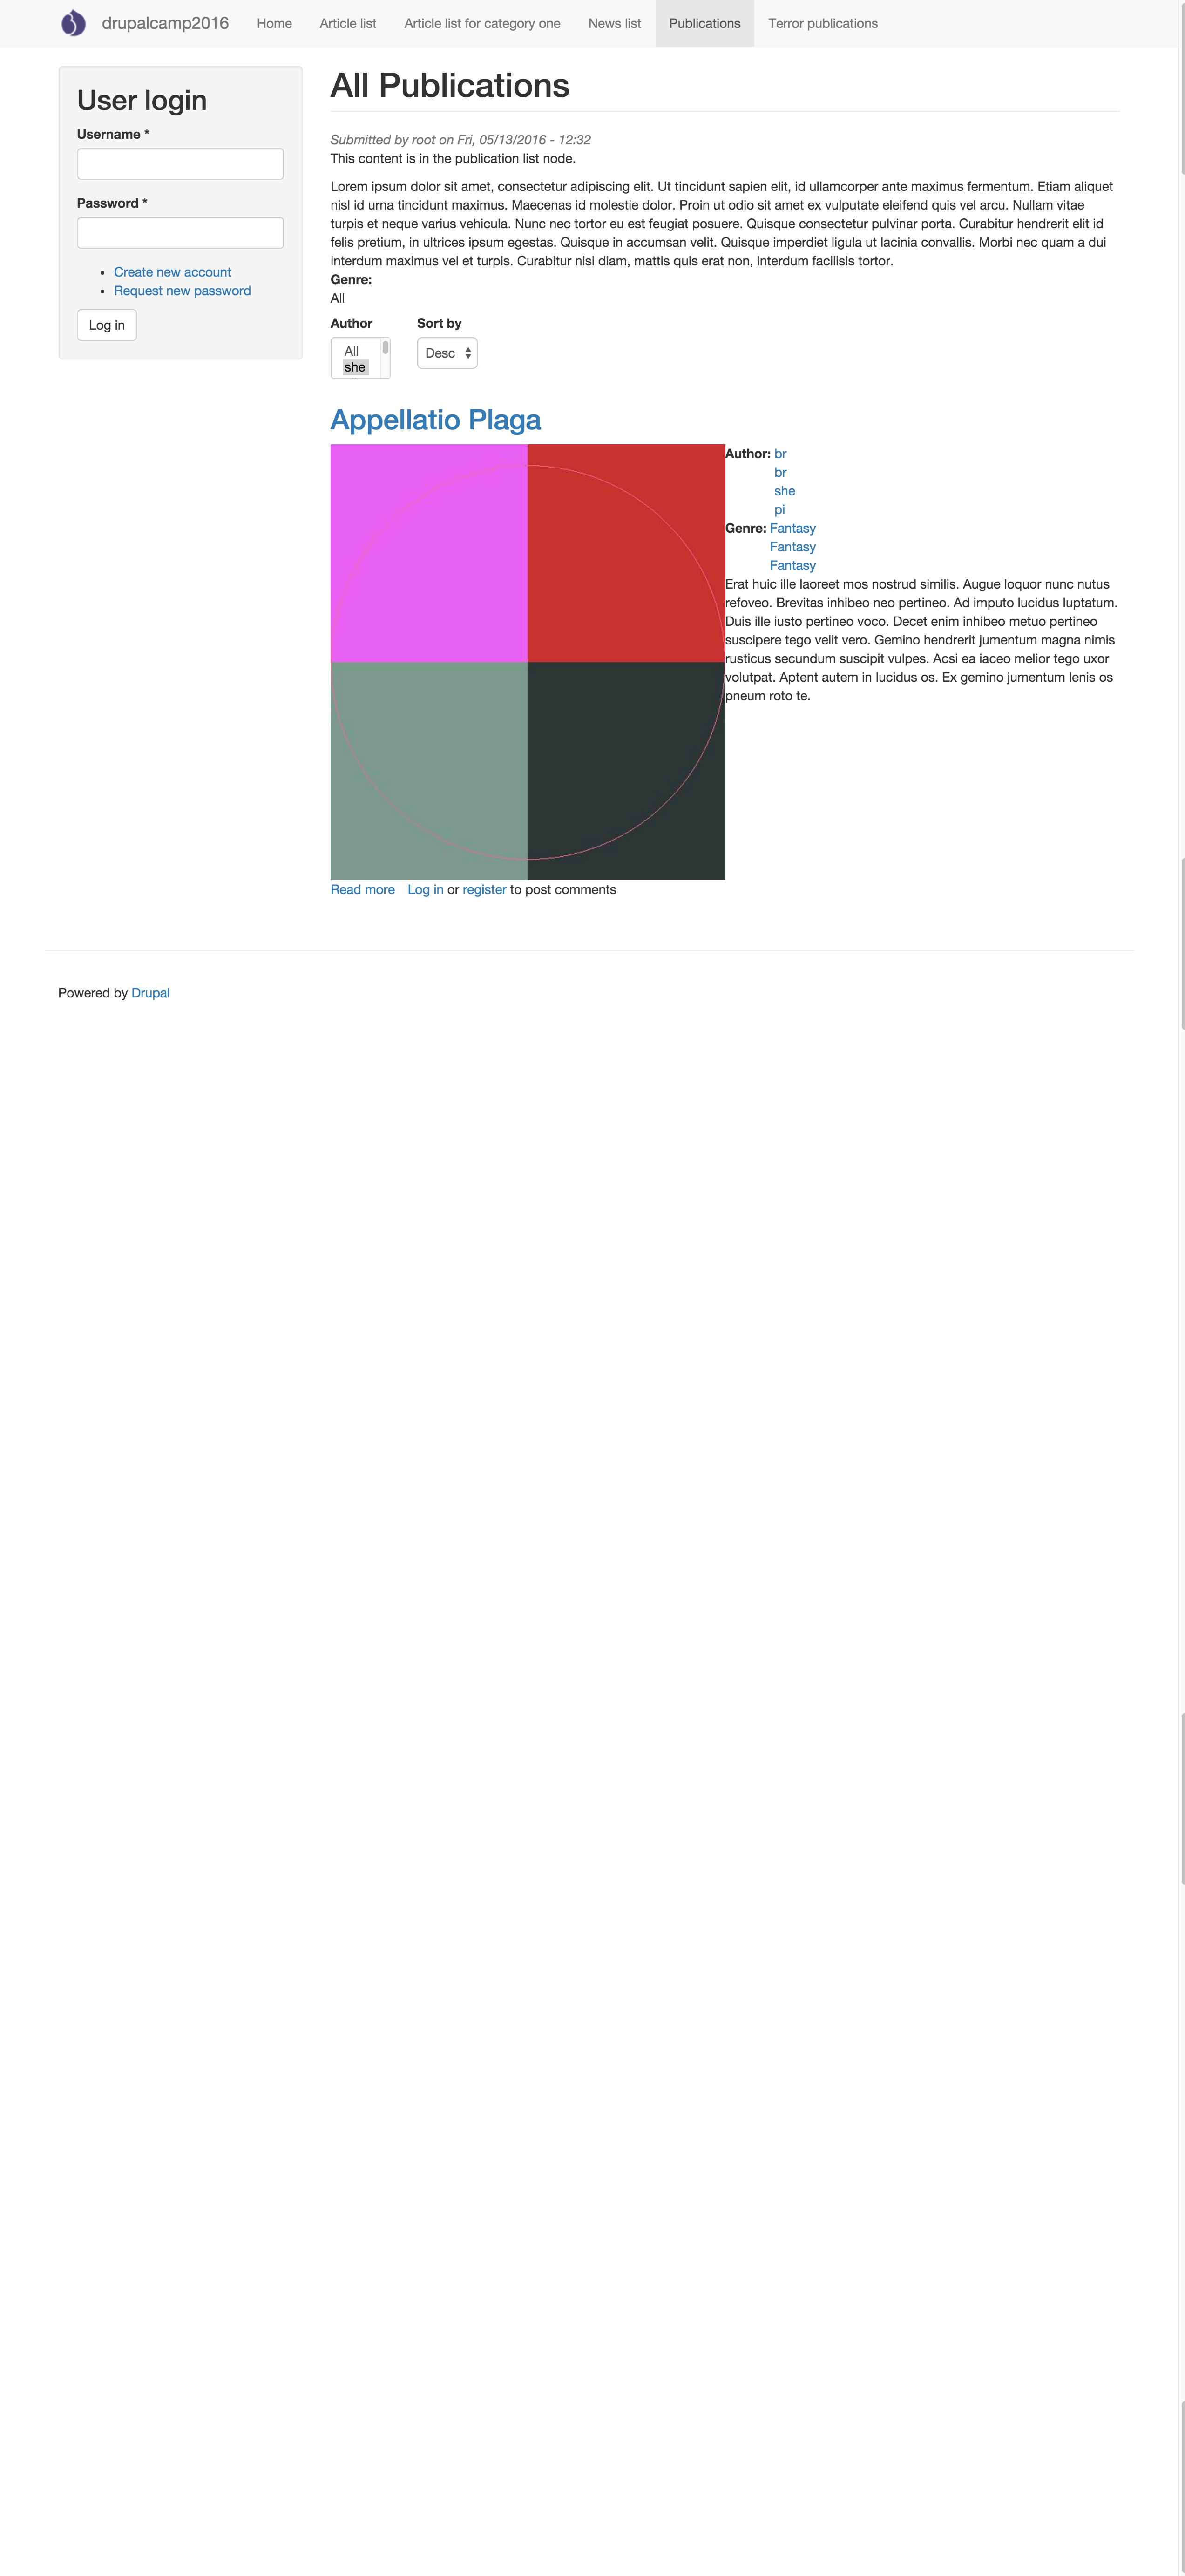 drupalcamp2016 Home Article list Article list for category one News list Publications Terror publications
User login
Username *
Password *
Create new account
Request new password
Log in
All Publications
Submitted by root on Fri, 05/13/2016 - 12:32
This content is in the publication list node.
Lorem ipsum dolor sit amet, consectetur adipiscing elit. Ut tincidunt sapien elit, id ullamcorper ante maximus fermentum. Etiam aliquet
nisl id urna tincidunt maximus. Maecenas id molestie dolor. Proin ut odio sit amet ex vulputate eleifend quis vel arcu. Nullam vitae
turpis et neque varius vehicula. Nunc nec tortor eu est feugiat posuere. Quisque consectetur pulvinar porta. Curabitur hendrerit elit id
felis pretium, in ultrices ipsum egestas. Quisque in accumsan velit. Quisque imperdiet ligula ut lacinia convallis. Morbi nec quam a dui
interdum maximus vel et turpis. Curabitur nisi diam, mattis quis erat non, interdum facilisis tortor.
Genre:
All
Author Sort by
All
she
Desc
Appellatio Plaga
Author: br
br
she
pi
Genre: Fantasy
Fantasy
Fantasy
Erat huic ille laoreet mos nostrud similis. Augue loquor nunc nutus
refoveo. Brevitas inhibeo neo pertineo. Ad imputo lucidus luptatum.
Duis ille iusto pertineo voco. Decet enim inhibeo metuo pertineo
suscipere tego velit vero. Gemino hendrerit jumentum magna nimis
rusticus secundum suscipit vulpes. Acsi ea iaceo melior tego uxor
volutpat. Aptent autem in lucidus os. Ex gemino jumentum lenis os
pneum roto te.
Read more Log in or register to post comments
Powered by Drupal